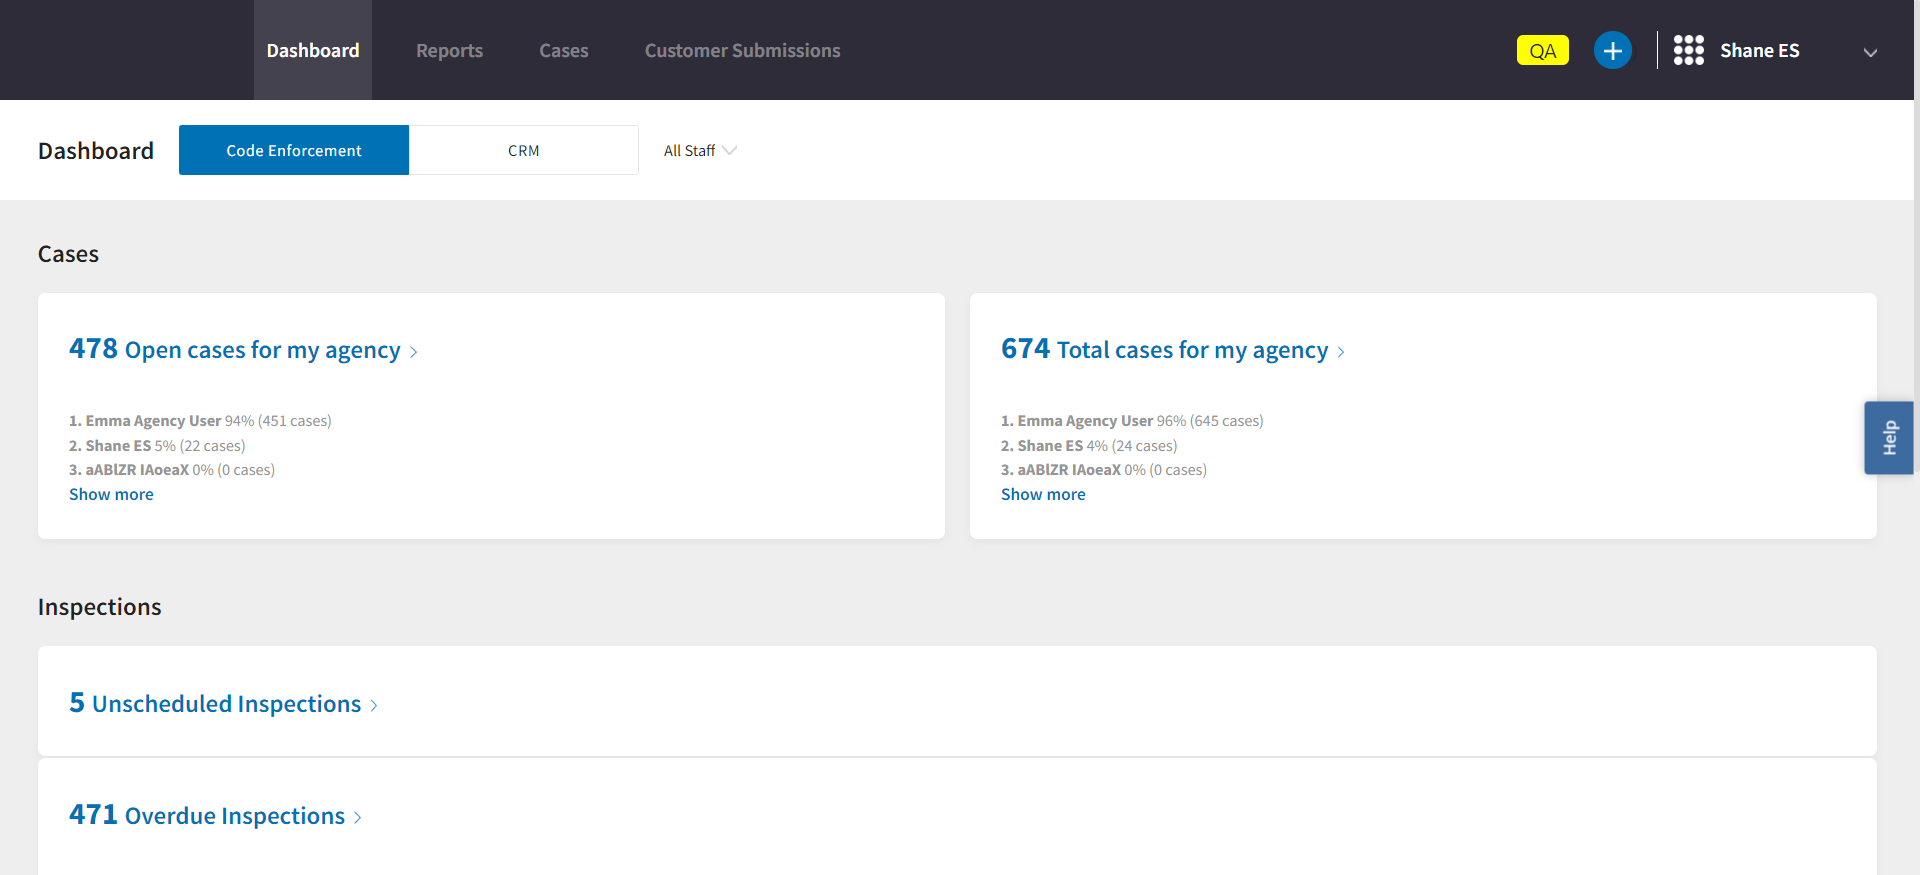 Dashboard
Reports
Cases
Customer Submissions
QA
Shane ES
Dashboard
Code Enforcement
CRM
All Staff
Cases
478 Open cases for my agency
1. Emma Agency User 94% (451 cases)
2. Shane ES 5% (22 cases)
3. aABlZR IAoeaX 0% (0 cases)
Show more
674 Total cases for my agency
1. Emma Agency User 96% (645 cases)
2. Shane ES 4% (24 cases)
3. aABlZR IAoeaX 0% (0 cases)
Show more
Help
Inspections
5 Unscheduled Inspections
471 Overdue Inspections